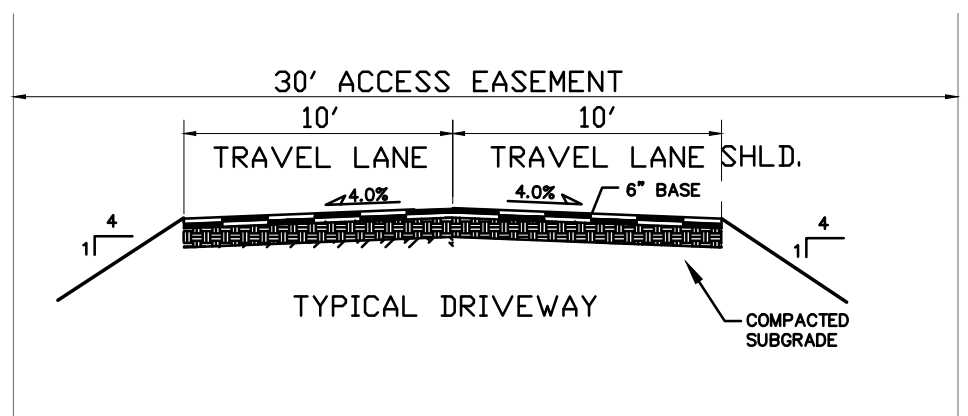 30' ACCESS EASEMENT
10' 10'
TRAVEL LANE TRAVEL LANE SHLD.
4.0% 4.0% 6" BASE
4 4
1 1
TYPICAL DRIVEWAY
COMPACTED
SUBGRADE